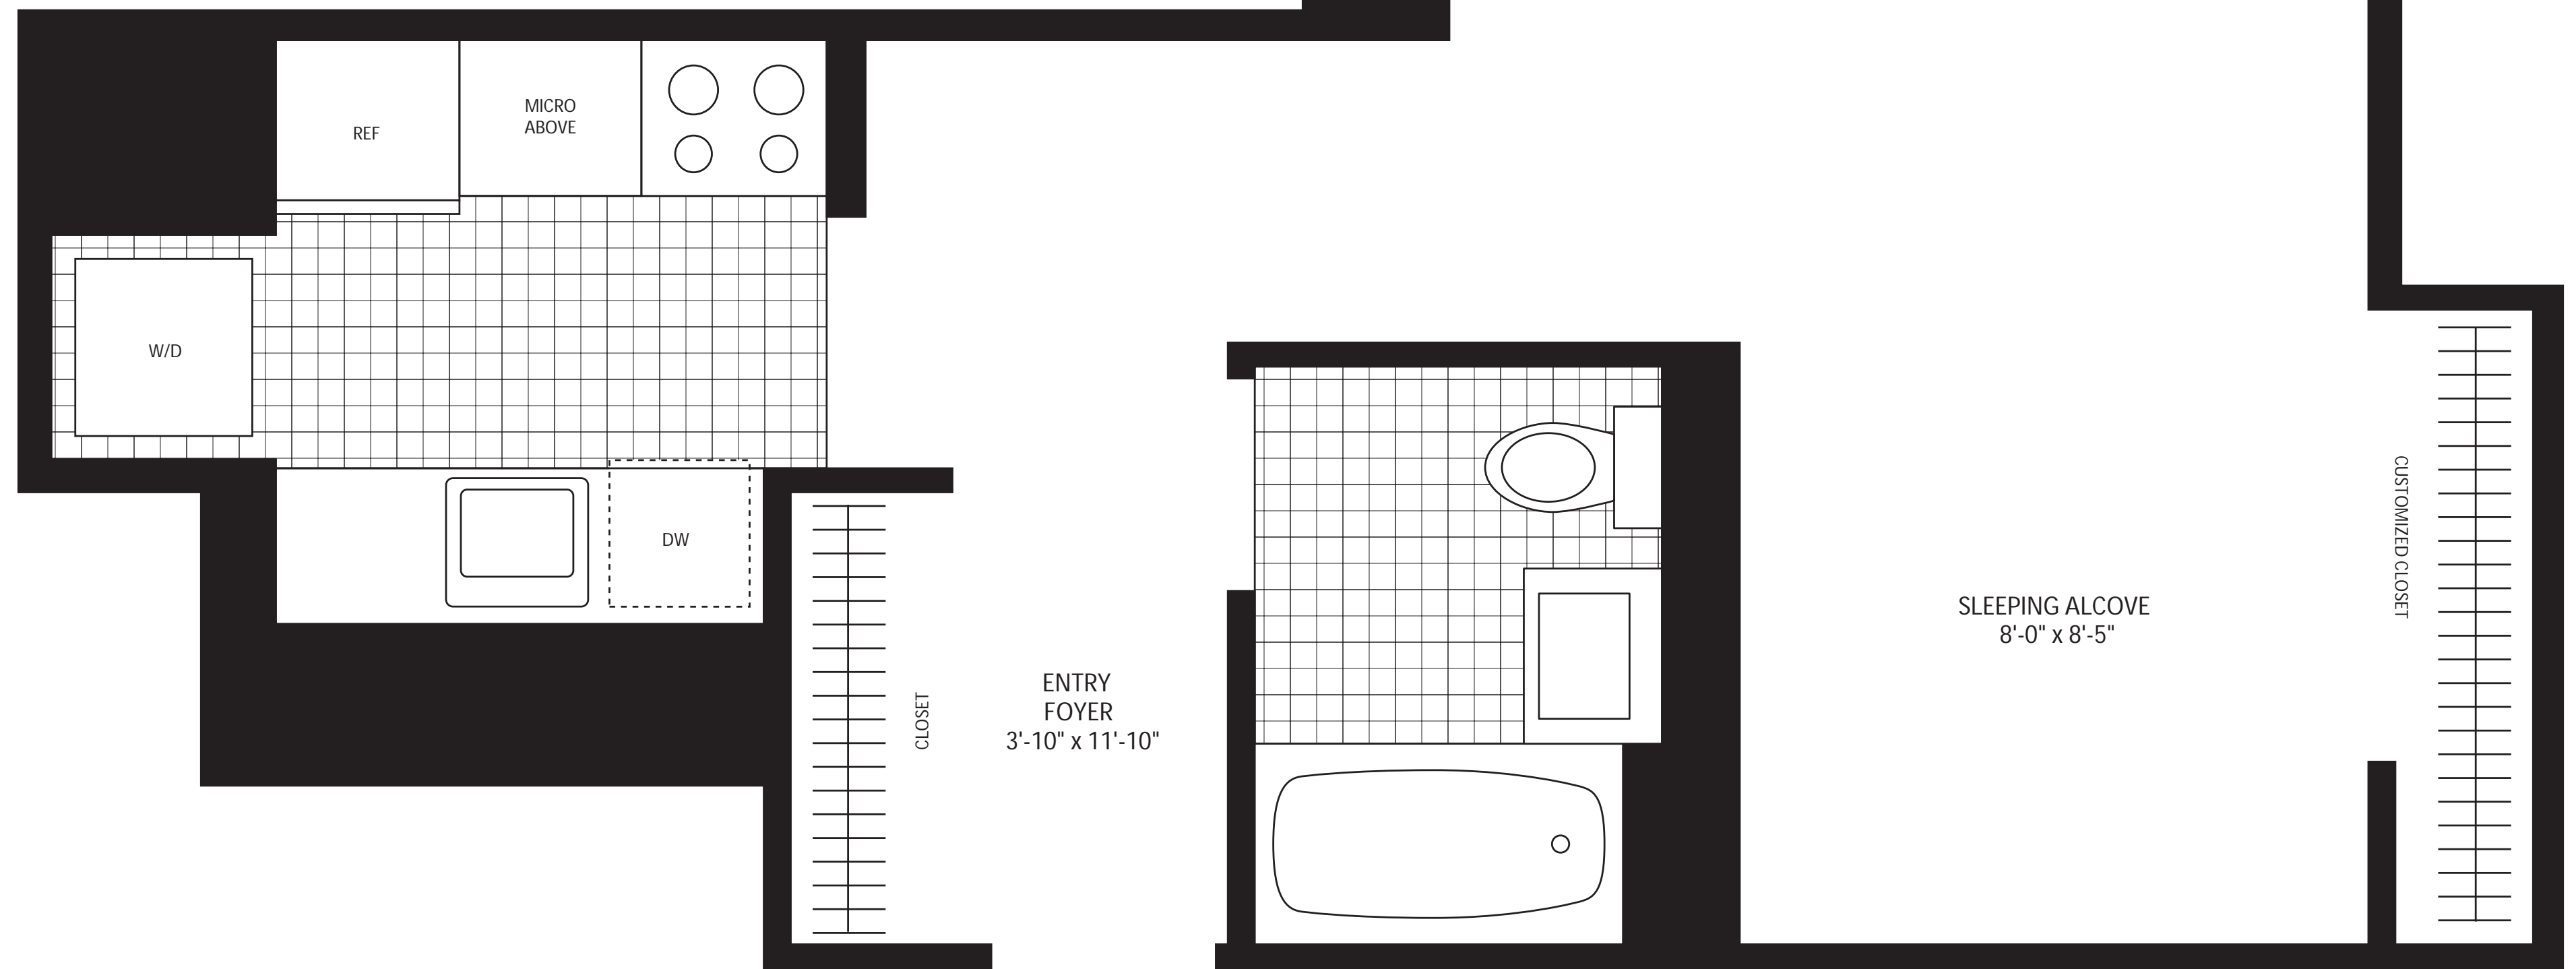 REF
MICRO
ABOVE
W/D
DW
CLOSET
ENTRY
FOYER
3'-10" x 11'-10"
SLEEPING ALCOVE
8'-0" x 8'-5"
CUSTOMIZED CLOSET